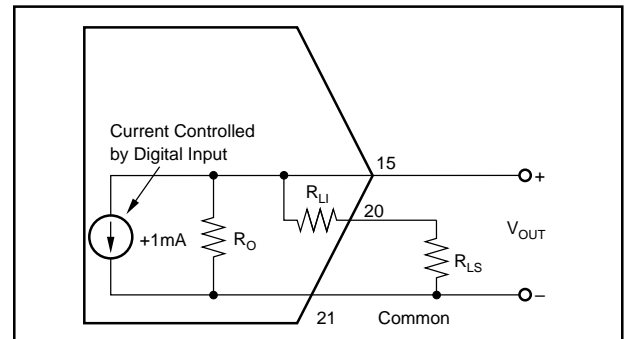 Current Controlled
by Digital Input
15
+
R_LI
20
V_OUT
+1mA
R_O
R_LS
–
21
Common